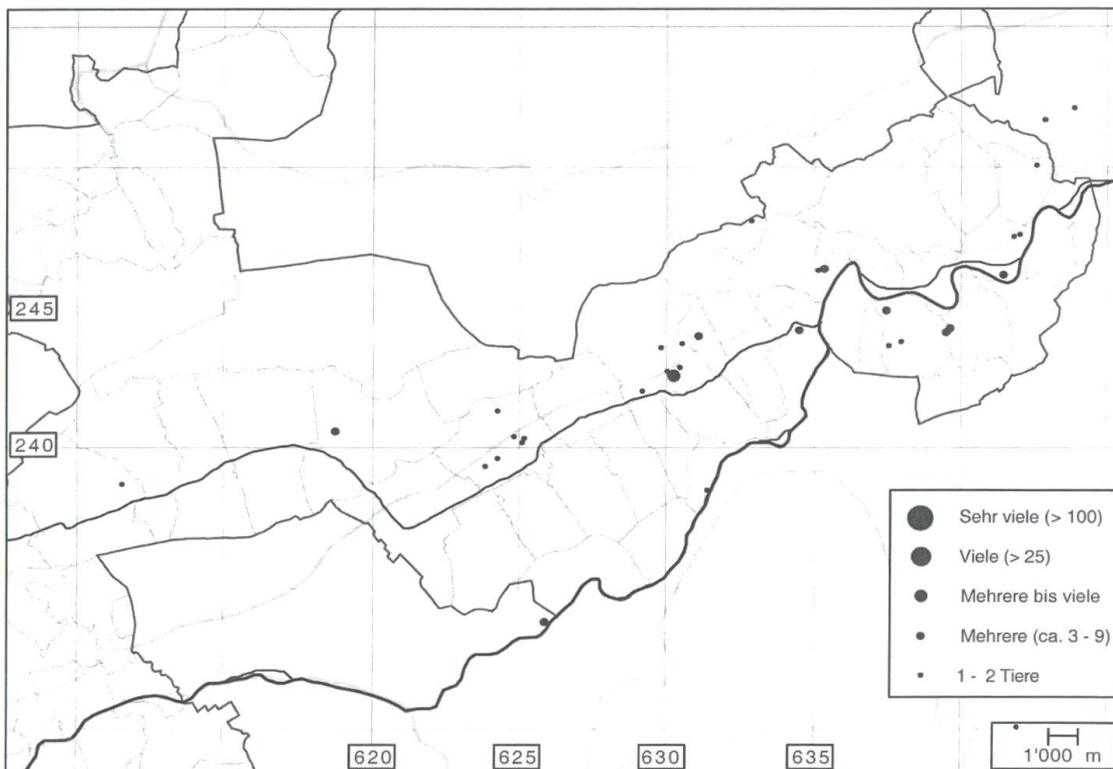 245
240
Sehr viele (> 100)
Viele (> 25)
Mehrere bis viele
Mehrere (ca. 3 - 9)
1 - 2 Tiere
620
625
630
635
1'000 m